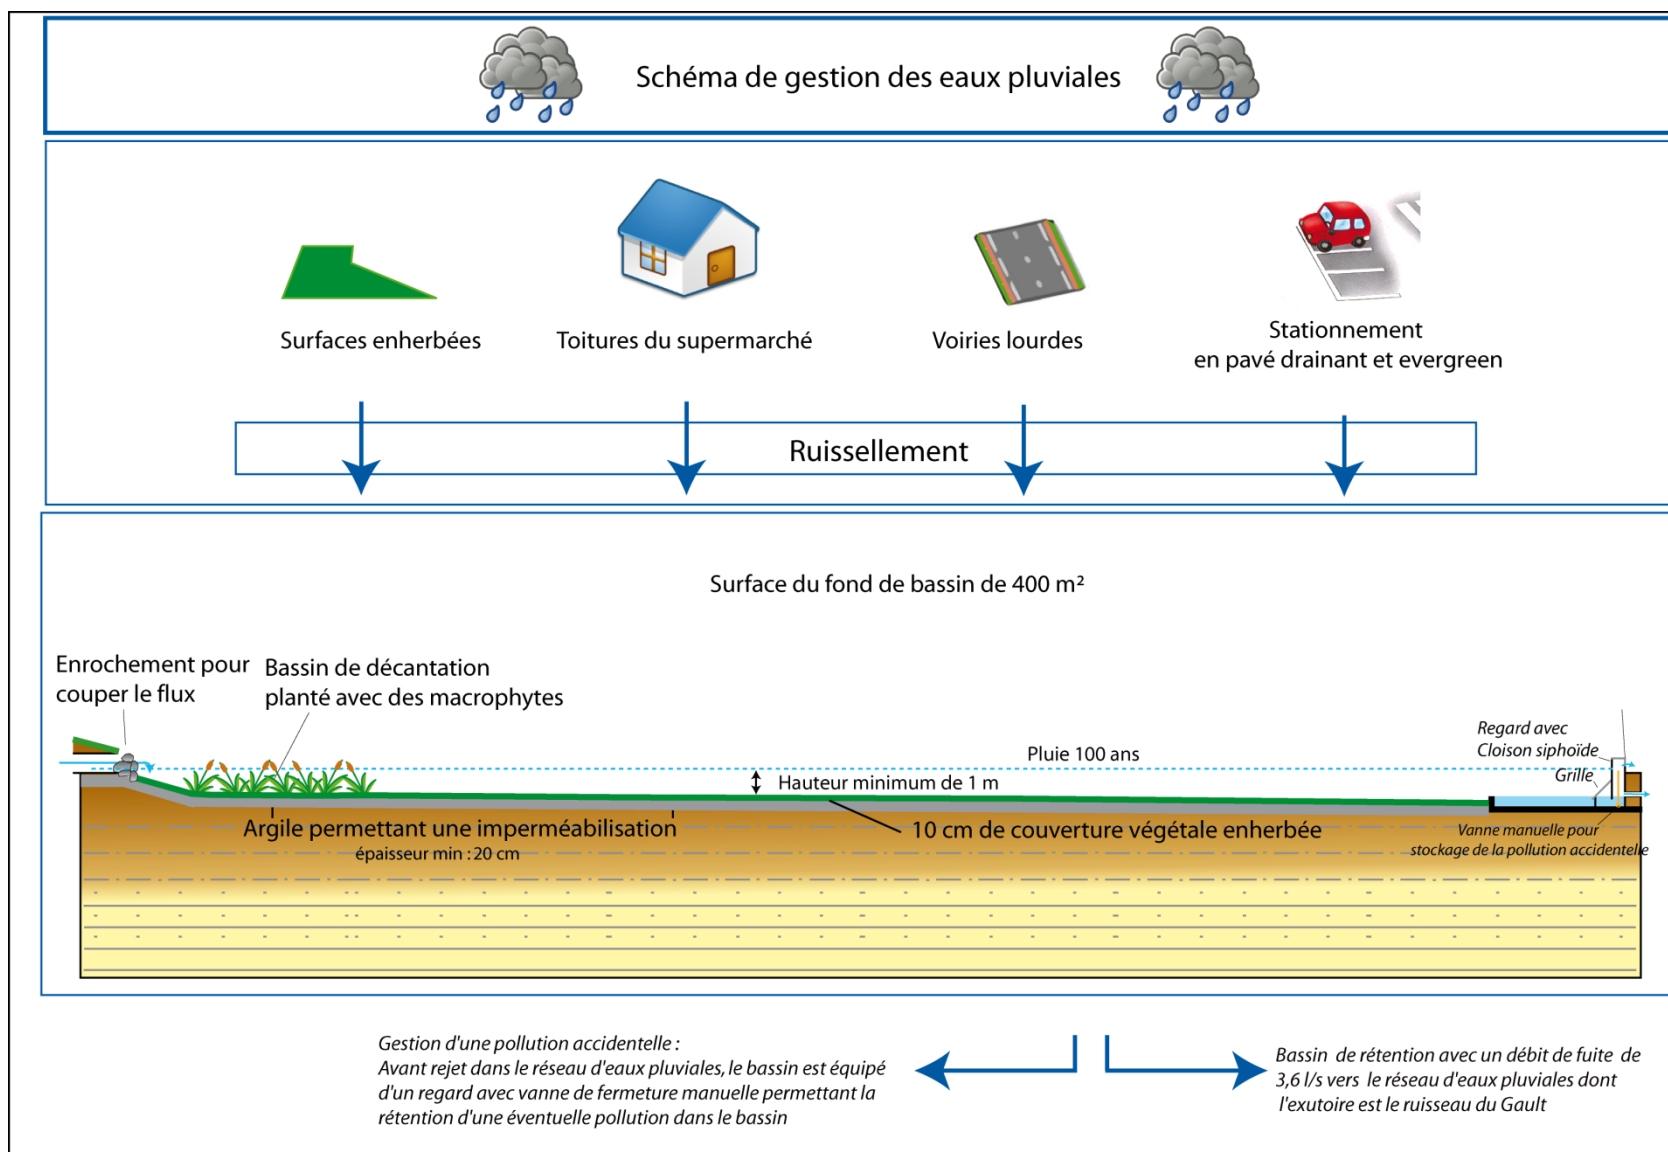 Schéma de gestion des eaux pluviales
Surfaces enherbées
Toitures du supermarché
Voiries lourdes
Stationnement
en pavé drainant et evergreen
Ruissellement
Surface du fond de bassin de 400 m²
Enrochement pour
couper le flux
Bassin de décantation
planté avec des macrophytes
Regard avec
Cloison siphoïde
Pluie 100 ans
Grille
Hauteur minimum de 1 m
Argile permettant une imperméabilisation
épaisseur min : 20 cm
10 cm de couverture végétale enherbée
Vanne manuelle pour
stockage de la pollution accidentelle
Gestion d'une pollution accidentelle :
Avant rejet dans le réseau d'eaux pluviales, le bassin est équipé
d'un regard avec vanne de fermeture manuelle permettant la
rétention d'une éventuelle pollution dans le bassin
Bassin de rétention avec un débit de fuite de
3,6 l/s vers le réseau d'eaux pluviales dont
l'exutoire est le ruisseau du Gault